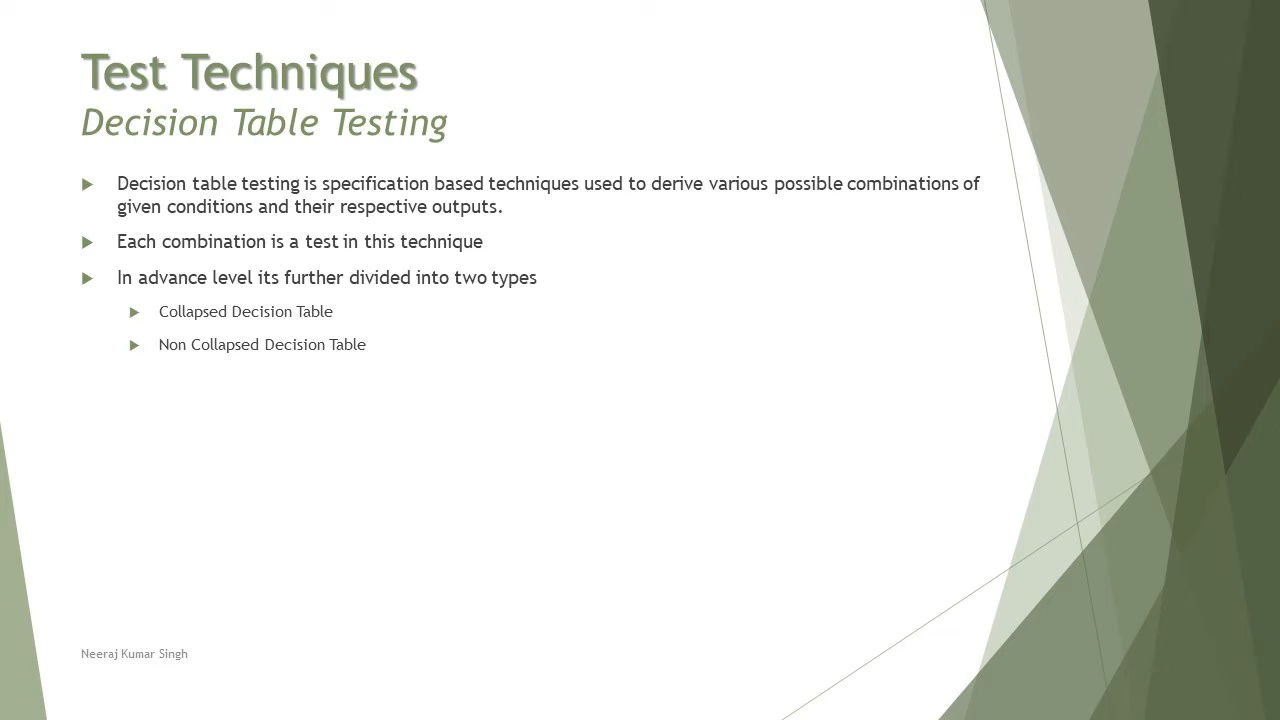 Test Techniques
Decision Table Testing
Decision table testing is specification based techniques used to derive various possible combinations of
given conditions and their respective outputs.
Each combination is a test in this technique
In advance level its further divided into two types
Collapsed Decision Table
Non Collapsed Decision Table
Neeraj Kumar Singh